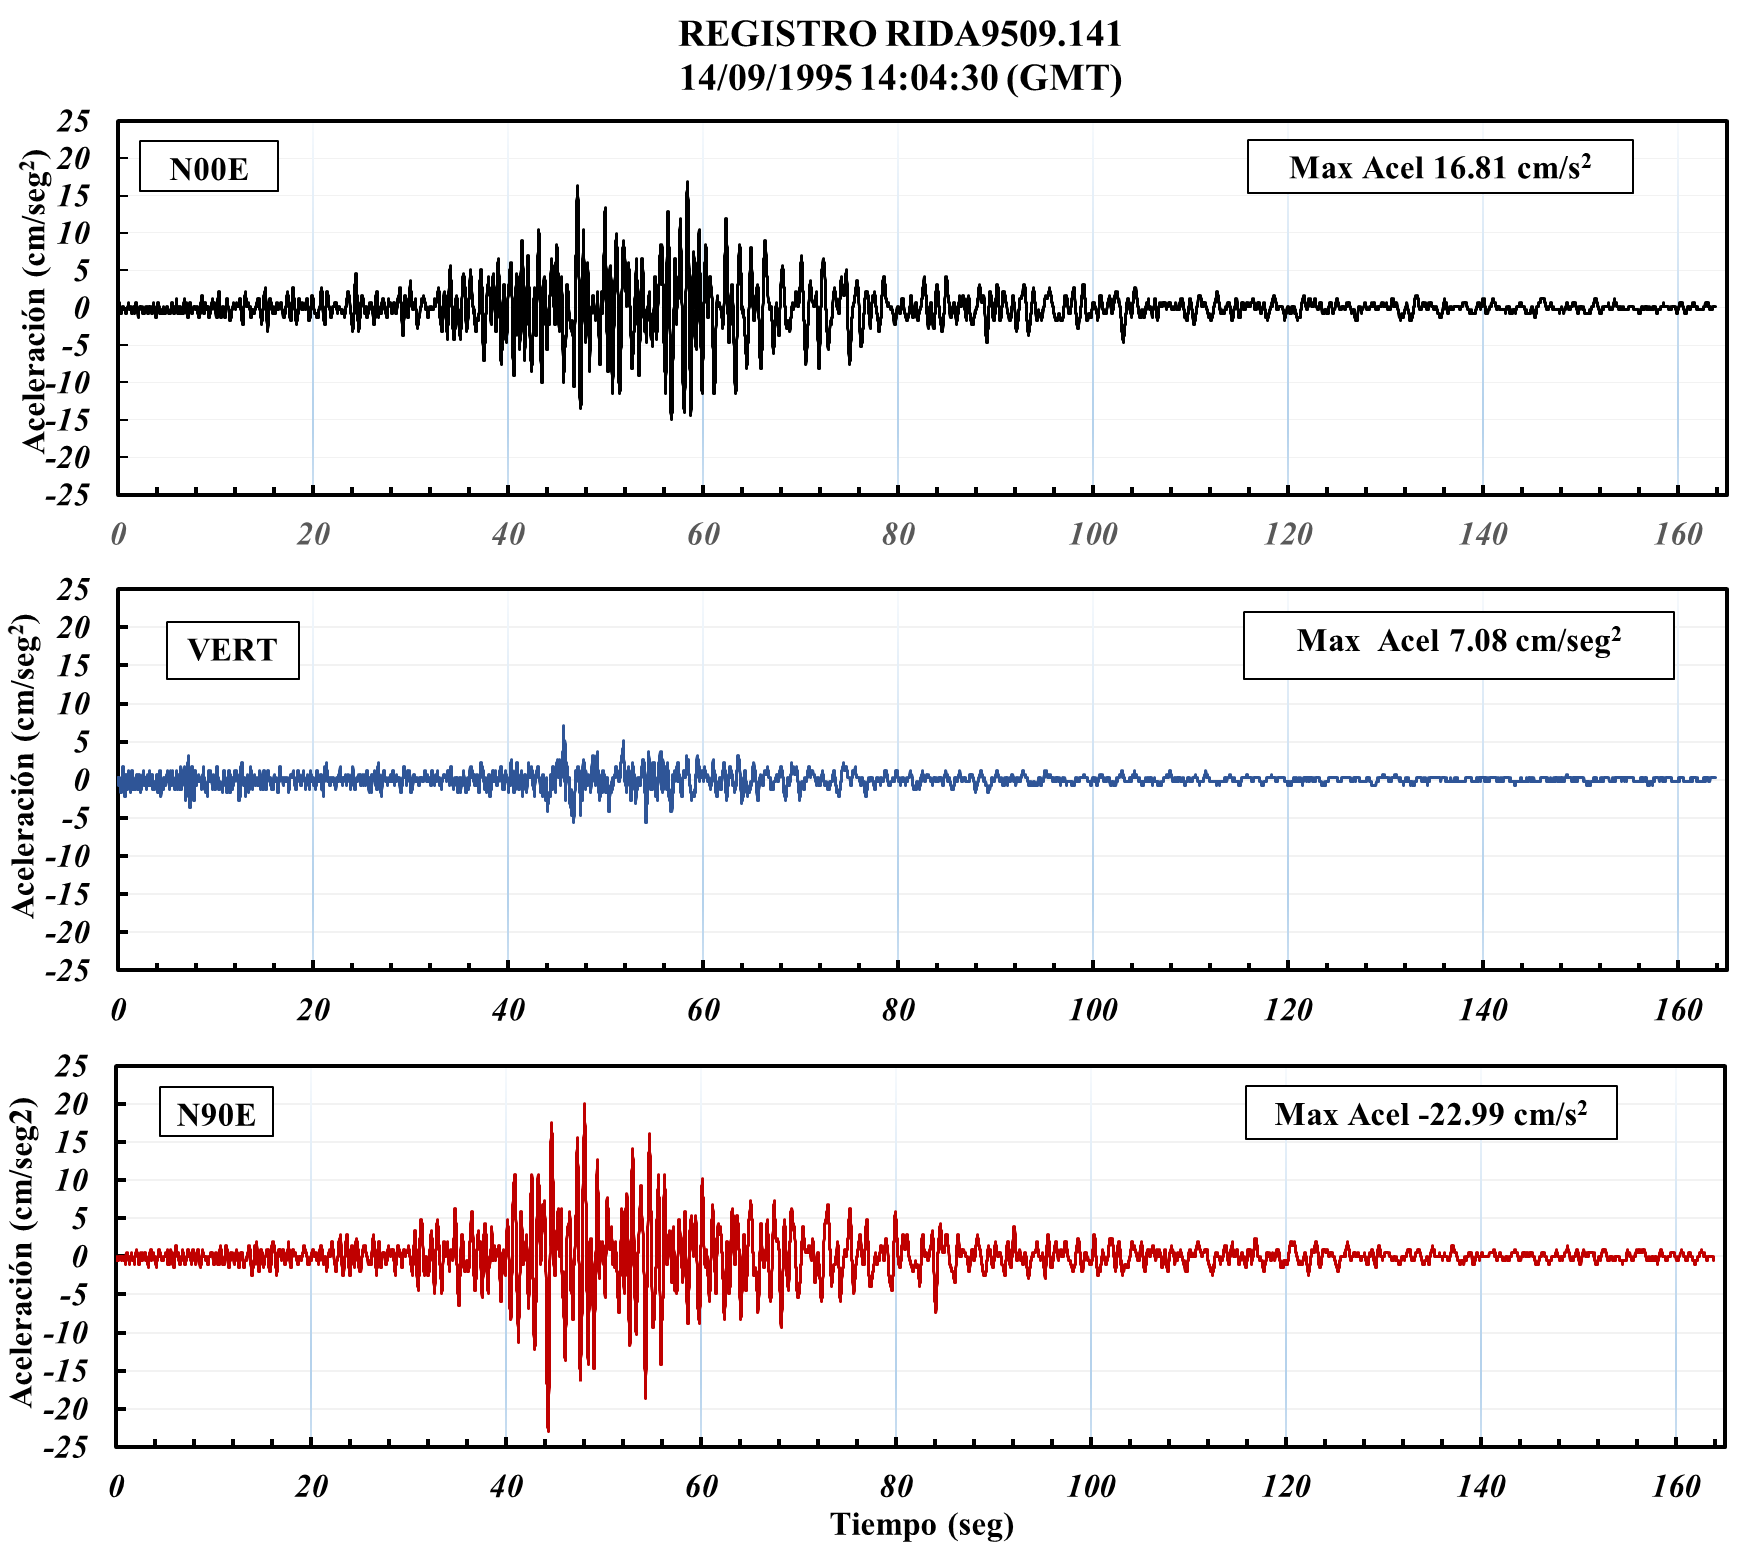 REGISTRO RIDA9509.141
14/09/1995 14:04:30 (GMT)
25
20
15
10
5
0
-5
-10
-15
-20
-25
Aceleración (cm/seg²)
N00E
Max Acel 16.81 cm/s²
0 20 40 60 80 100 120 140 160
25
20
15
10
5
0
-5
-10
-15
-20
-25
Aceleración (cm/seg²)
VERT
Max Acel 7.08 cm/seg²
0 20 40 60 80 100 120 140 160
25
20
15
10
5
0
-5
-10
-15
-20
-25
Aceleración (cm/seg2)
N90E
Max Acel -22.99 cm/s²
0 20 40 60 80 100 120 140 160
Tiempo (seg)